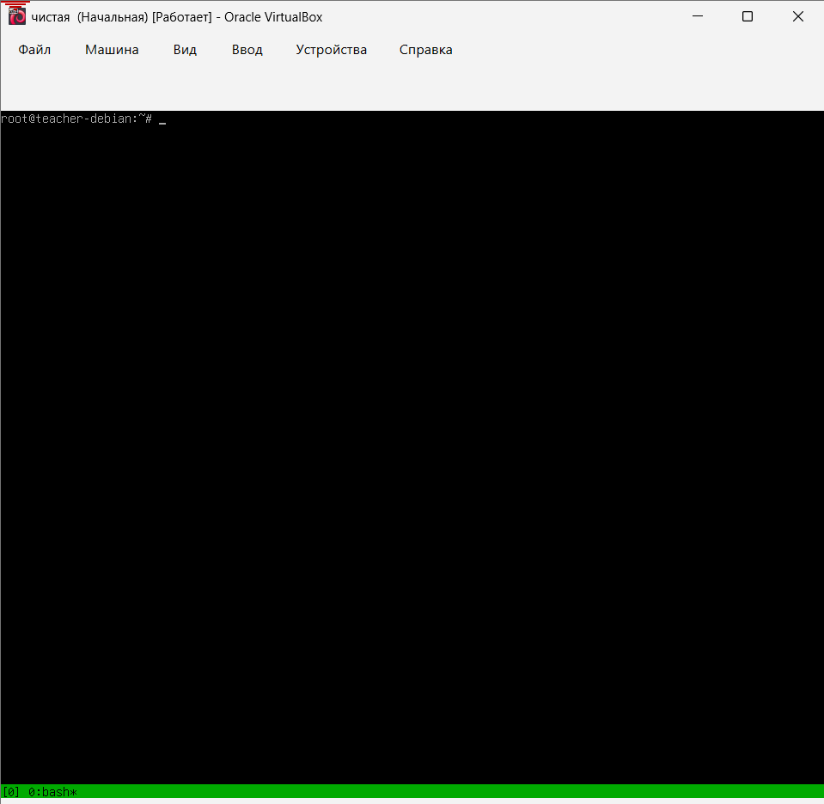 чистая (Начальная) [Работает] - Oracle VirtualBox
Файл Машина Вид Ввод Устройства Справка
root@teacher-debian:~# _
[0] 0:bash*